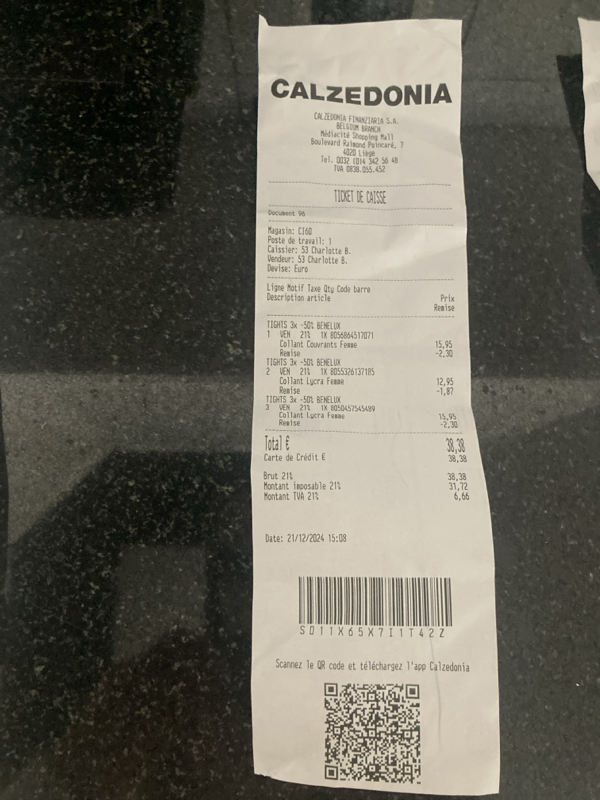 CALZEDONIA
CALZEDONIA FINANZIARIA S.A.
BELGIUM BRANCH
Médiacité Shopping Mall
Boulevard Raimond Poincaré, 7
4020 Liège
Tel. 0032 (0)4 342 56 48
TVA 0838.055.452
TICKET DE CAISSE
Document 96
Magasin: CI60
Poste de travail: 1
Caissier: 53 Charlotte B.
Vendeur: 53 Charlotte B.
Devise: Euro
Ligne Motif Taxe Qty Code barre
Description article Prix
Remise
TIGHTS 3x -50% BENELUX
1 VEN 21% 1X 8056864517071
Collant Couvrants Femme 15,95
Remise -2,30
TIGHTS 3x -50% BENELUX
2 VEN 21% 1X 8055326137185
Collant Lycra Femme 12,95
Remise -1,87
TIGHTS 3x -50% BENELUX
3 VEN 21% 1X 8050457545489
Collant Lycra Femme 15,95
Remise -2,30
Total € 38,38
Carte de Crédit € 38,38
Brut 21% 38,38
Montant imposable 21% 31,72
Montant TVA 21% 6,66
Date: 21/12/2024 15:08
S011X65X7I1T42Z
Scannez le QR code et téléchargez l'app Calzedonia